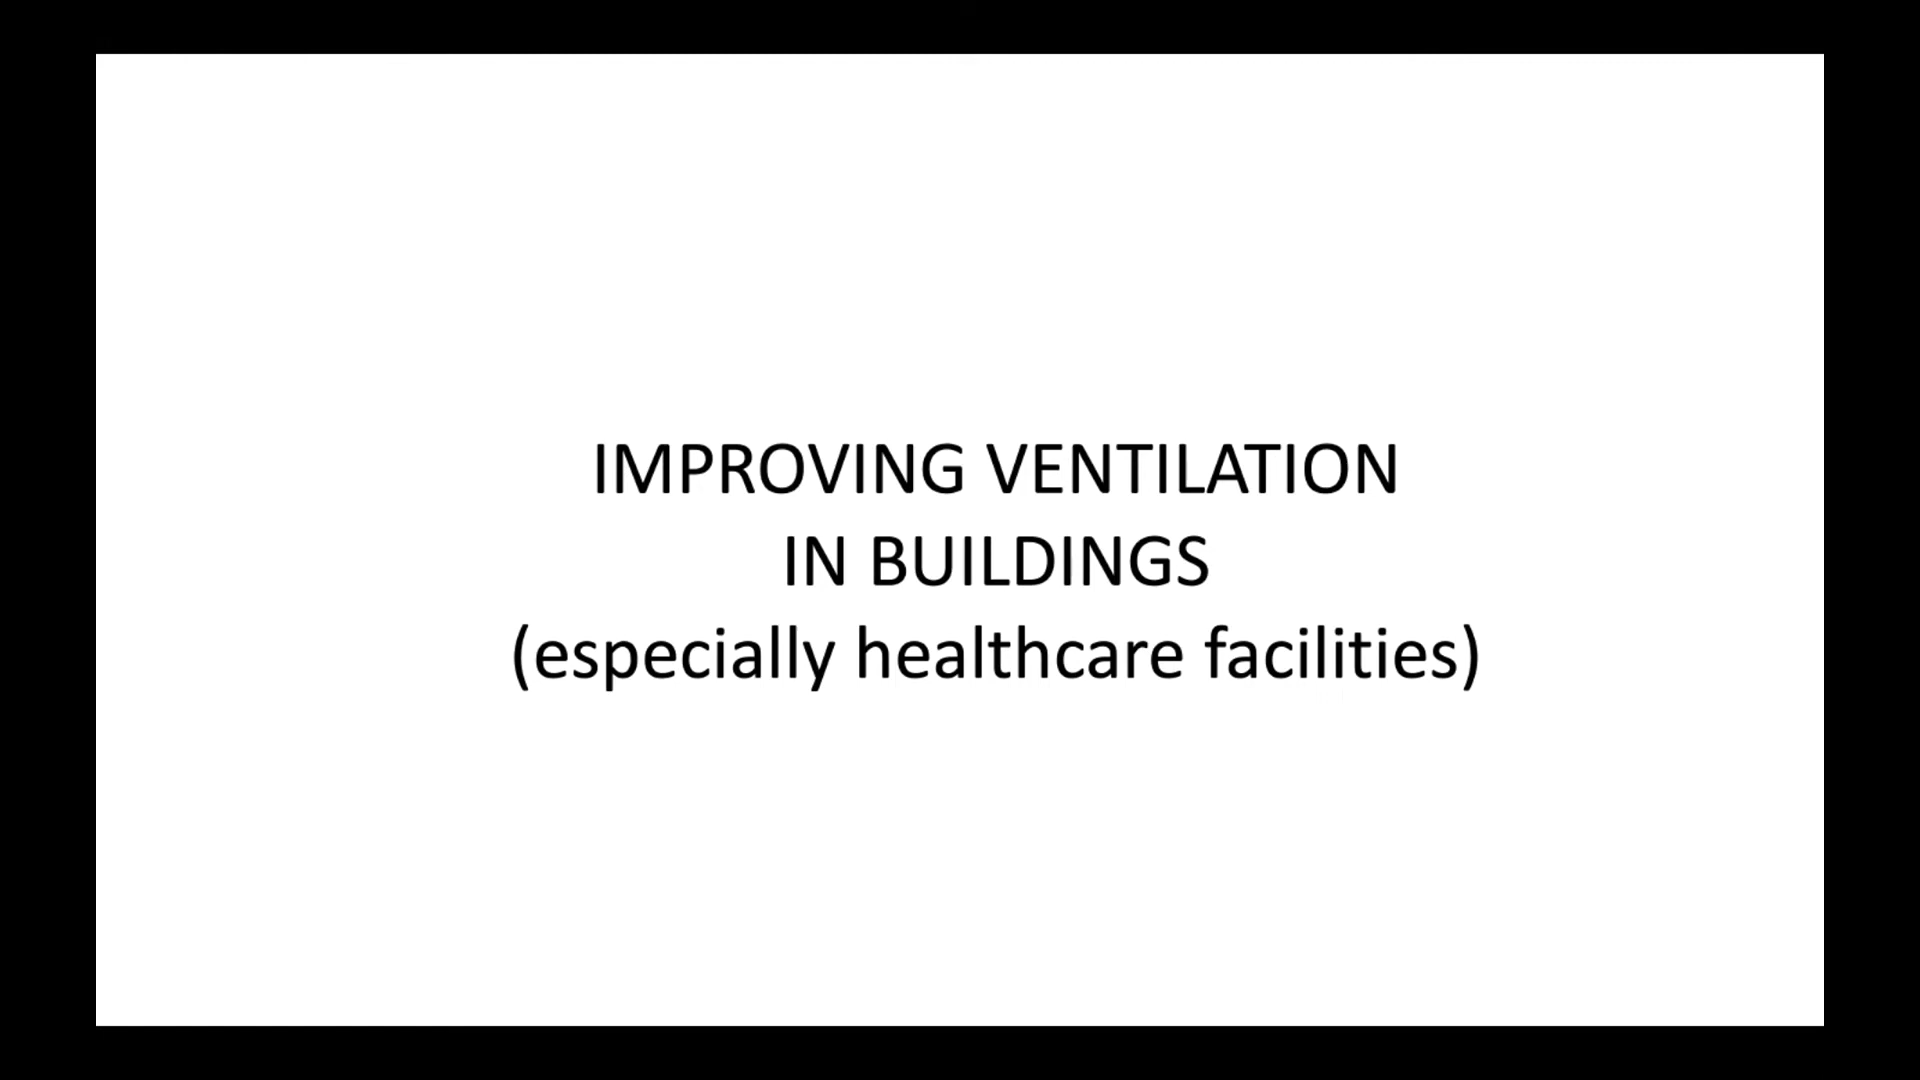 IMPROVING VENTILATION
IN BUILDINGS
(especially healthcare facilities)